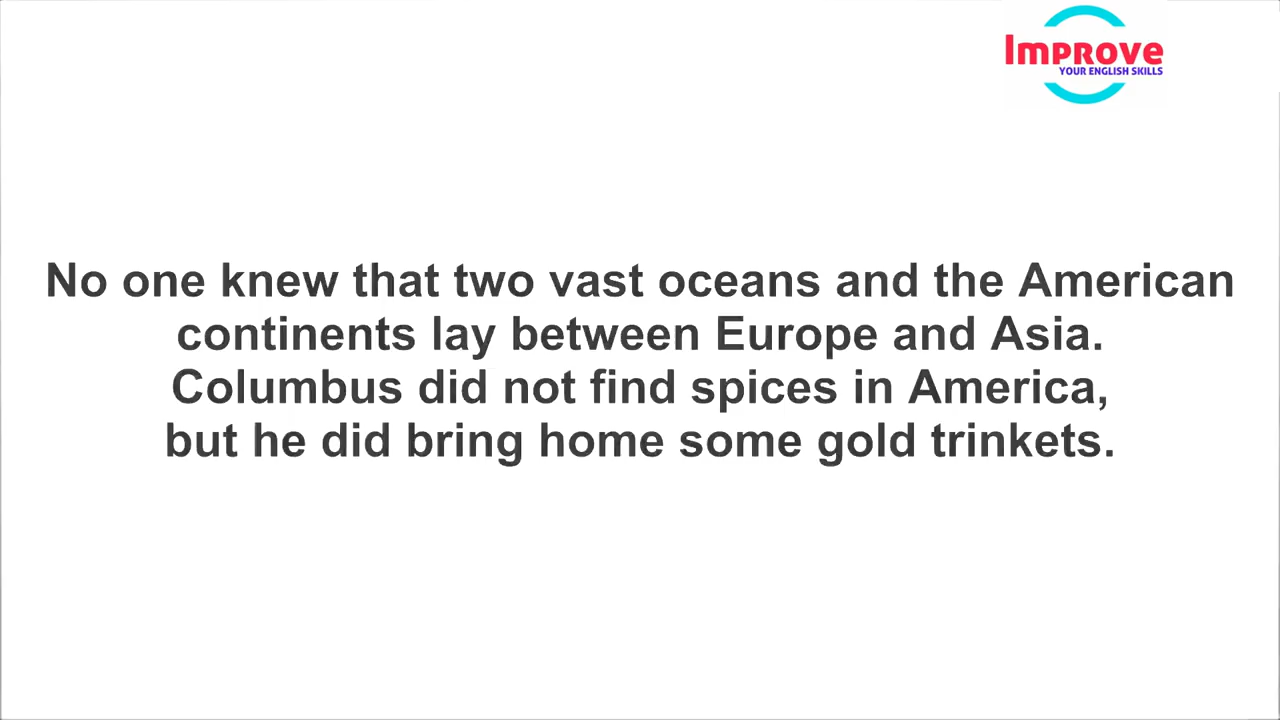 Improve
YOUR ENGLISH SKILLS
No one knew that two vast oceans and the American
continents lay between Europe and Asia.
Columbus did not find spices in America,
but he did bring home some gold trinkets.